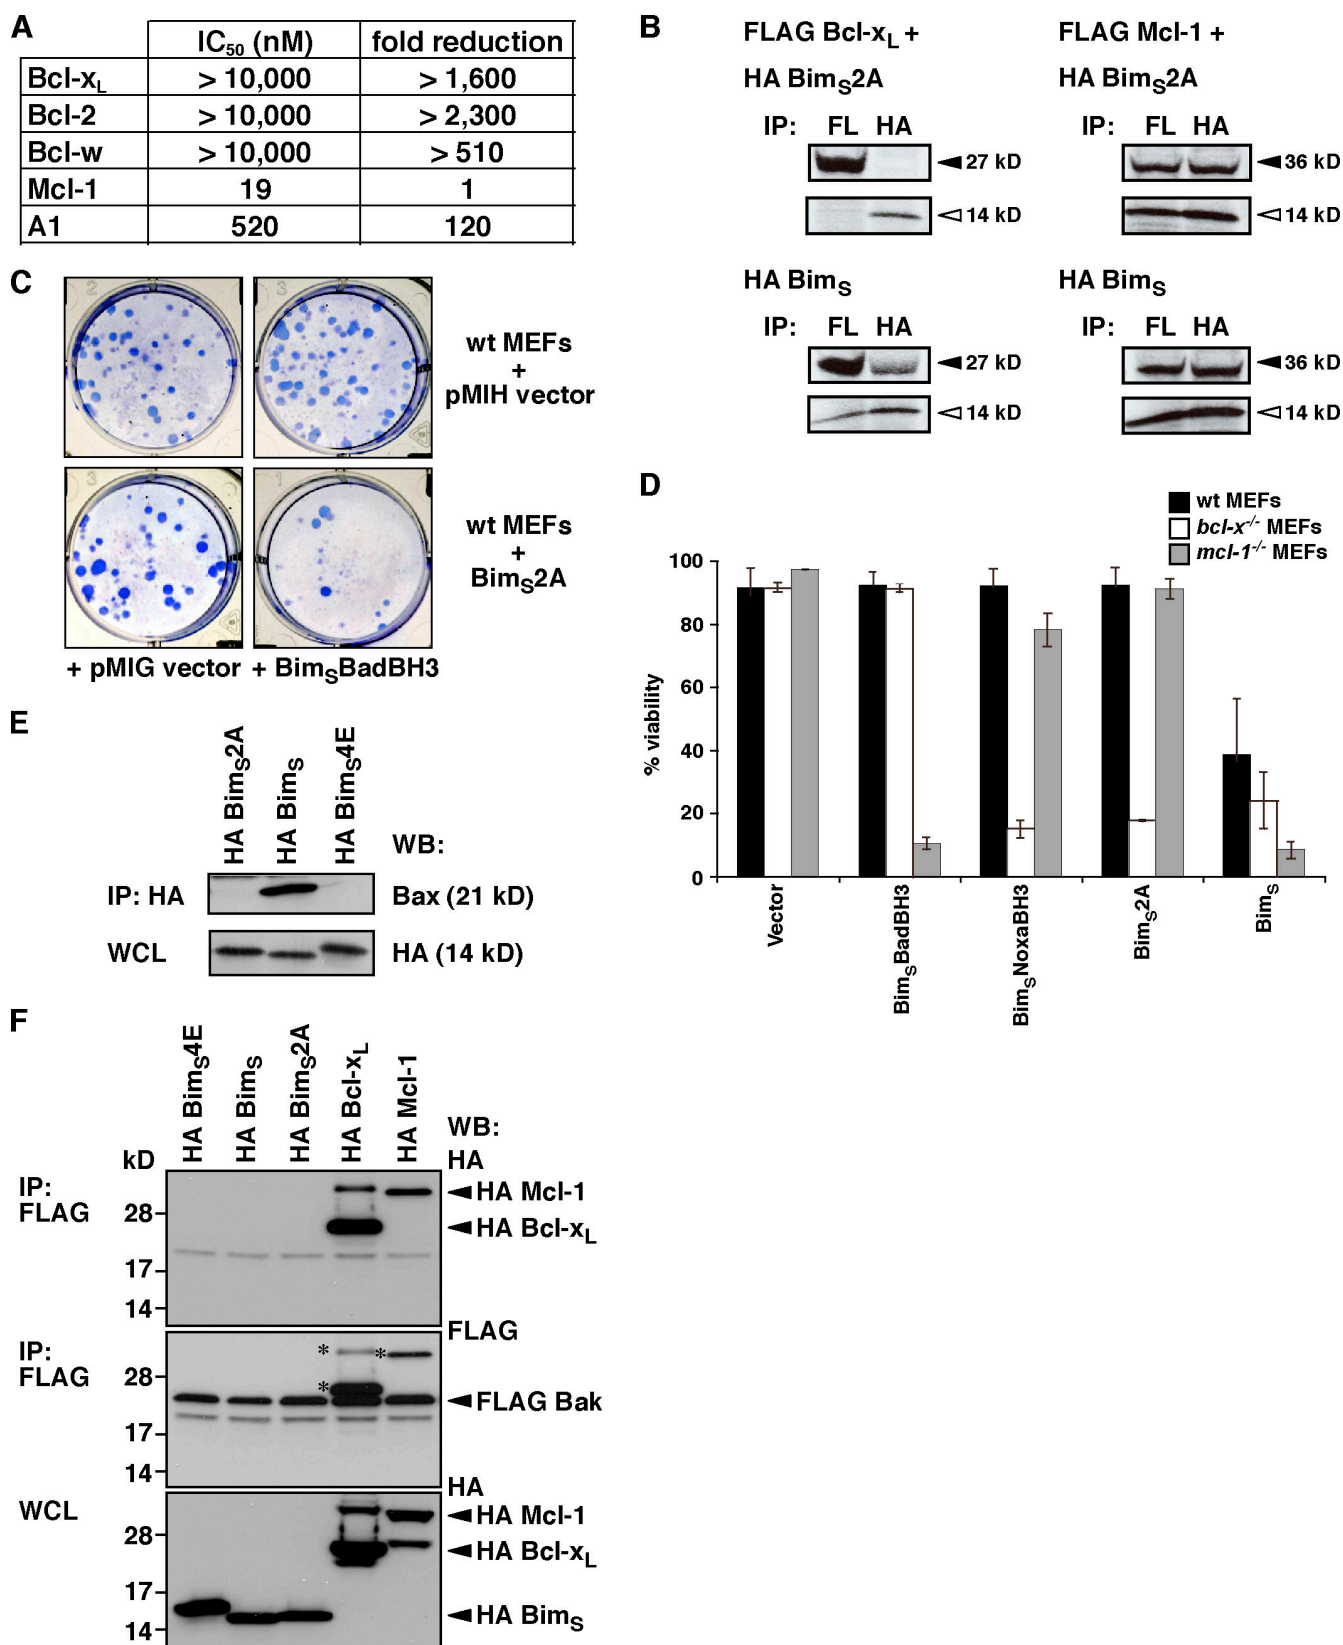 A
IC50 (nM) fold reduction
Bcl-xL > 10,000 > 1,600
Bcl-2 > 10,000 > 2,300
Bcl-w > 10,000 > 510
Mcl-1 19 1
A1 520 120
B
FLAG Bcl-xL + FLAG Mcl-1 +
HA BimS2A HA BimS2A
IP: FL HA IP: FL HA
27 kD 36 kD
14 kD 14 kD
HA BimS HA BimS
IP: FL HA IP: FL HA
27 kD 36 kD
14 kD 14 kD
C
wt MEFs
+
pMIH vector
wt MEFs
+
BimS2A
+ pMIG vector + BimSBadBH3
D
wt MEFs
bcl-x-/- MEFs
mcl-1-/- MEFs
% viability
100
80
60
40
20
0
Vector
BimSBadBH3
BimSNoxaBH3
BimS2A
BimS
E
HA BimS2A
HA BimS
HA BimS4E
WB:
IP: HA Bax (21 kD)
WCL HA (14 kD)
F
HA BimS4E
HA BimS
HA BimS2A
HA Bcl-xL
HA Mcl-1
WB:
kD HA
IP:
FLAG
HA Mcl-1
28
HA Bcl-xL
17
14
FLAG
IP:
FLAG
* *
28
*
FLAG Bak
17
14
HA
WCL
HA Mcl-1
28
HA Bcl-xL
17
14
HA BimS